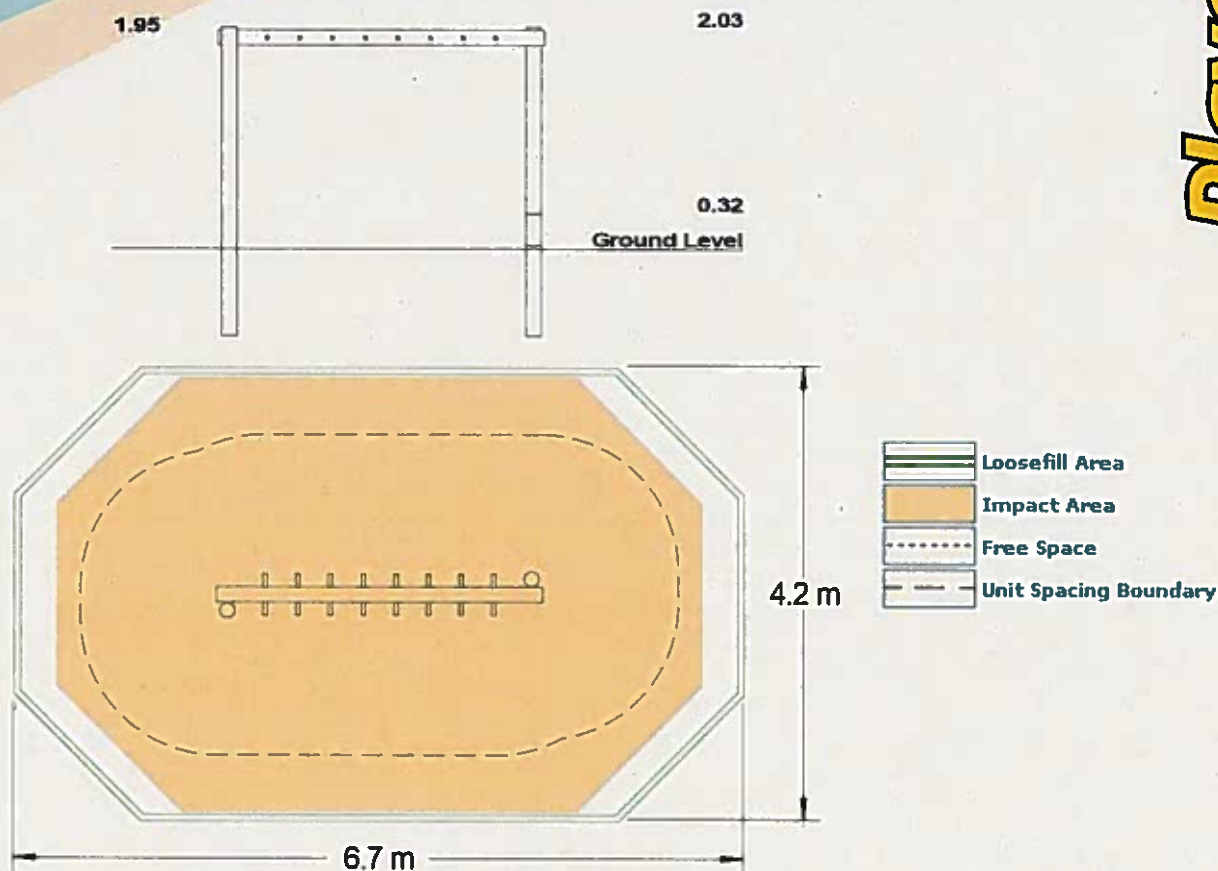 1.95
2.03
0.32
Ground Level
4.2 m
6.7 m
Loosefill Area
Impact Area
Free Space
Unit Spacing Boundary